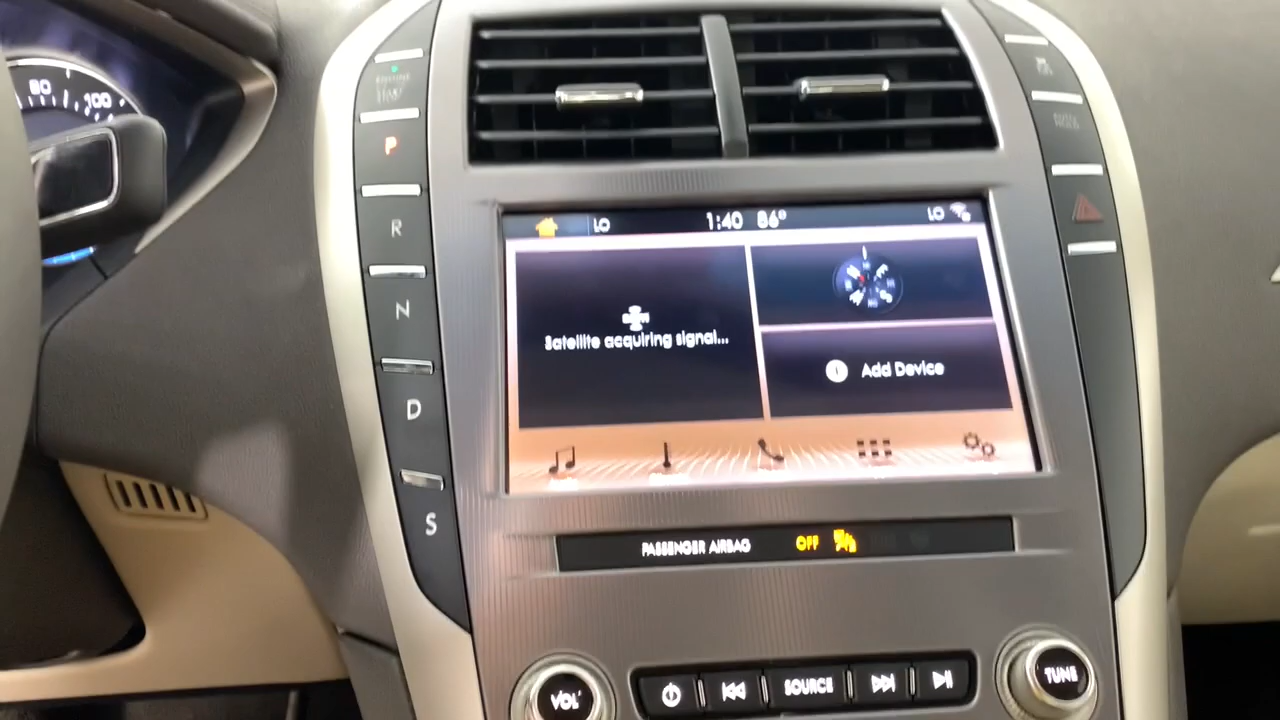 80
100
P
R
N
D
S
LO
1:40 86°
LO
Satellite acquiring signal...
Add Device
PASSENGER AIRBAG OFF
VOL
SOURCE
TUNE